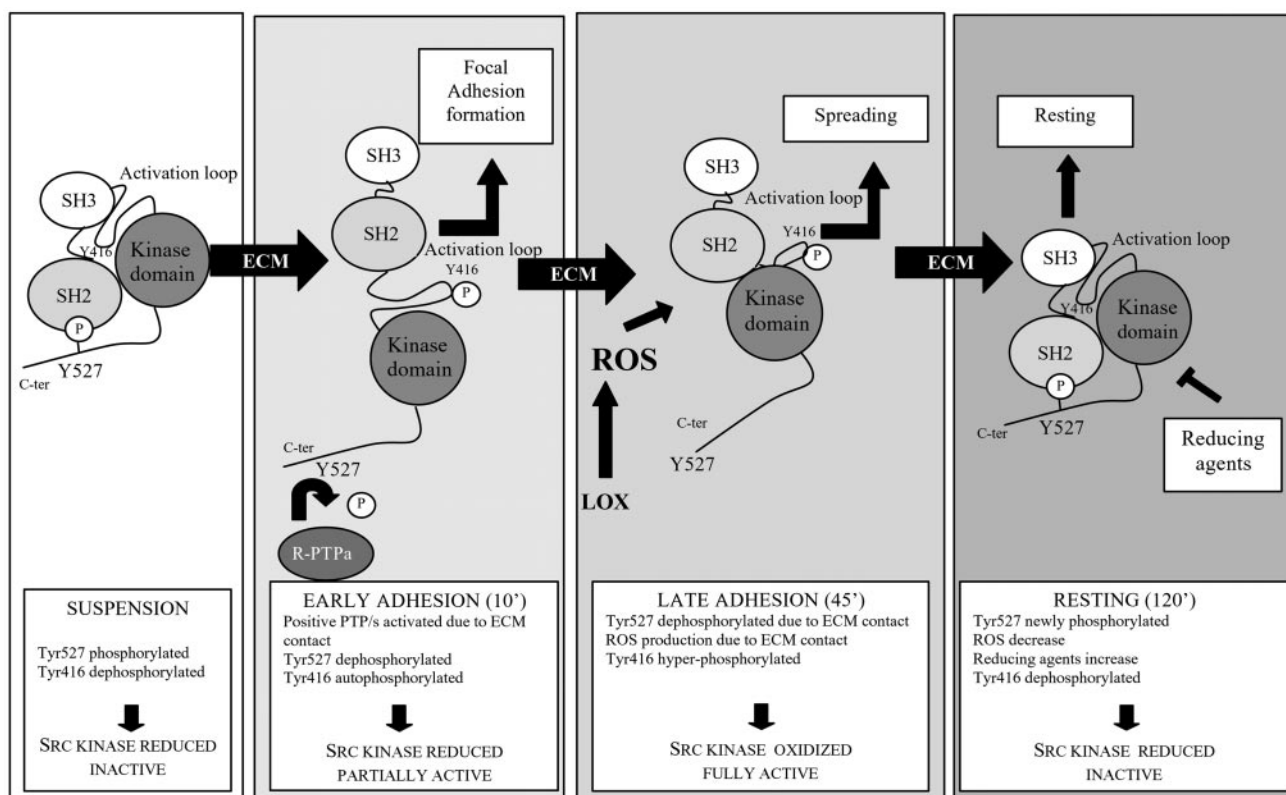 SH3
Activation loop
Y416
Kinase
domain
SH2
P
Y527
C-ter
SUSPENSION
Tyr527 phosphorylated
Tyr416 dephosphorylated
SRC KINASE REDUCED
INACTIVE
ECM
Focal
Adhesion
formation
SH3
SH2
Activation loop
Y416
P
Kinase
domain
C-ter
Y527
P
R-PTPa
EARLY ADHESION (10’)
Positive PTP/s activated due to ECM
contact
Tyr527 dephosphorylated
Tyr416 autophosphorylated
SRC KINASE REDUCED
PARTIALLY ACTIVE
ECM
Spreading
SH3
Activation loop
SH2
Y416
P
Kinase
domain
ROS
C-ter
Y527
LOX
LATE ADHESION (45’)
Tyr527 dephosphorylated due to ECM contact
ROS production due to ECM contact
Tyr416 hyper-phosphorylated
SRC KINASE OXIDIZED
FULLY ACTIVE
ECM
Resting
SH3
Activation loop
Y416
Kinase
domain
SH2
P
C-ter
Y527
Reducing
agents
RESTING (120’)
Tyr527 newly phosphorylated
ROS decrease
Reducing agents increase
Tyr416 dephosphorylated
SRC KINASE REDUCED
INACTIVE